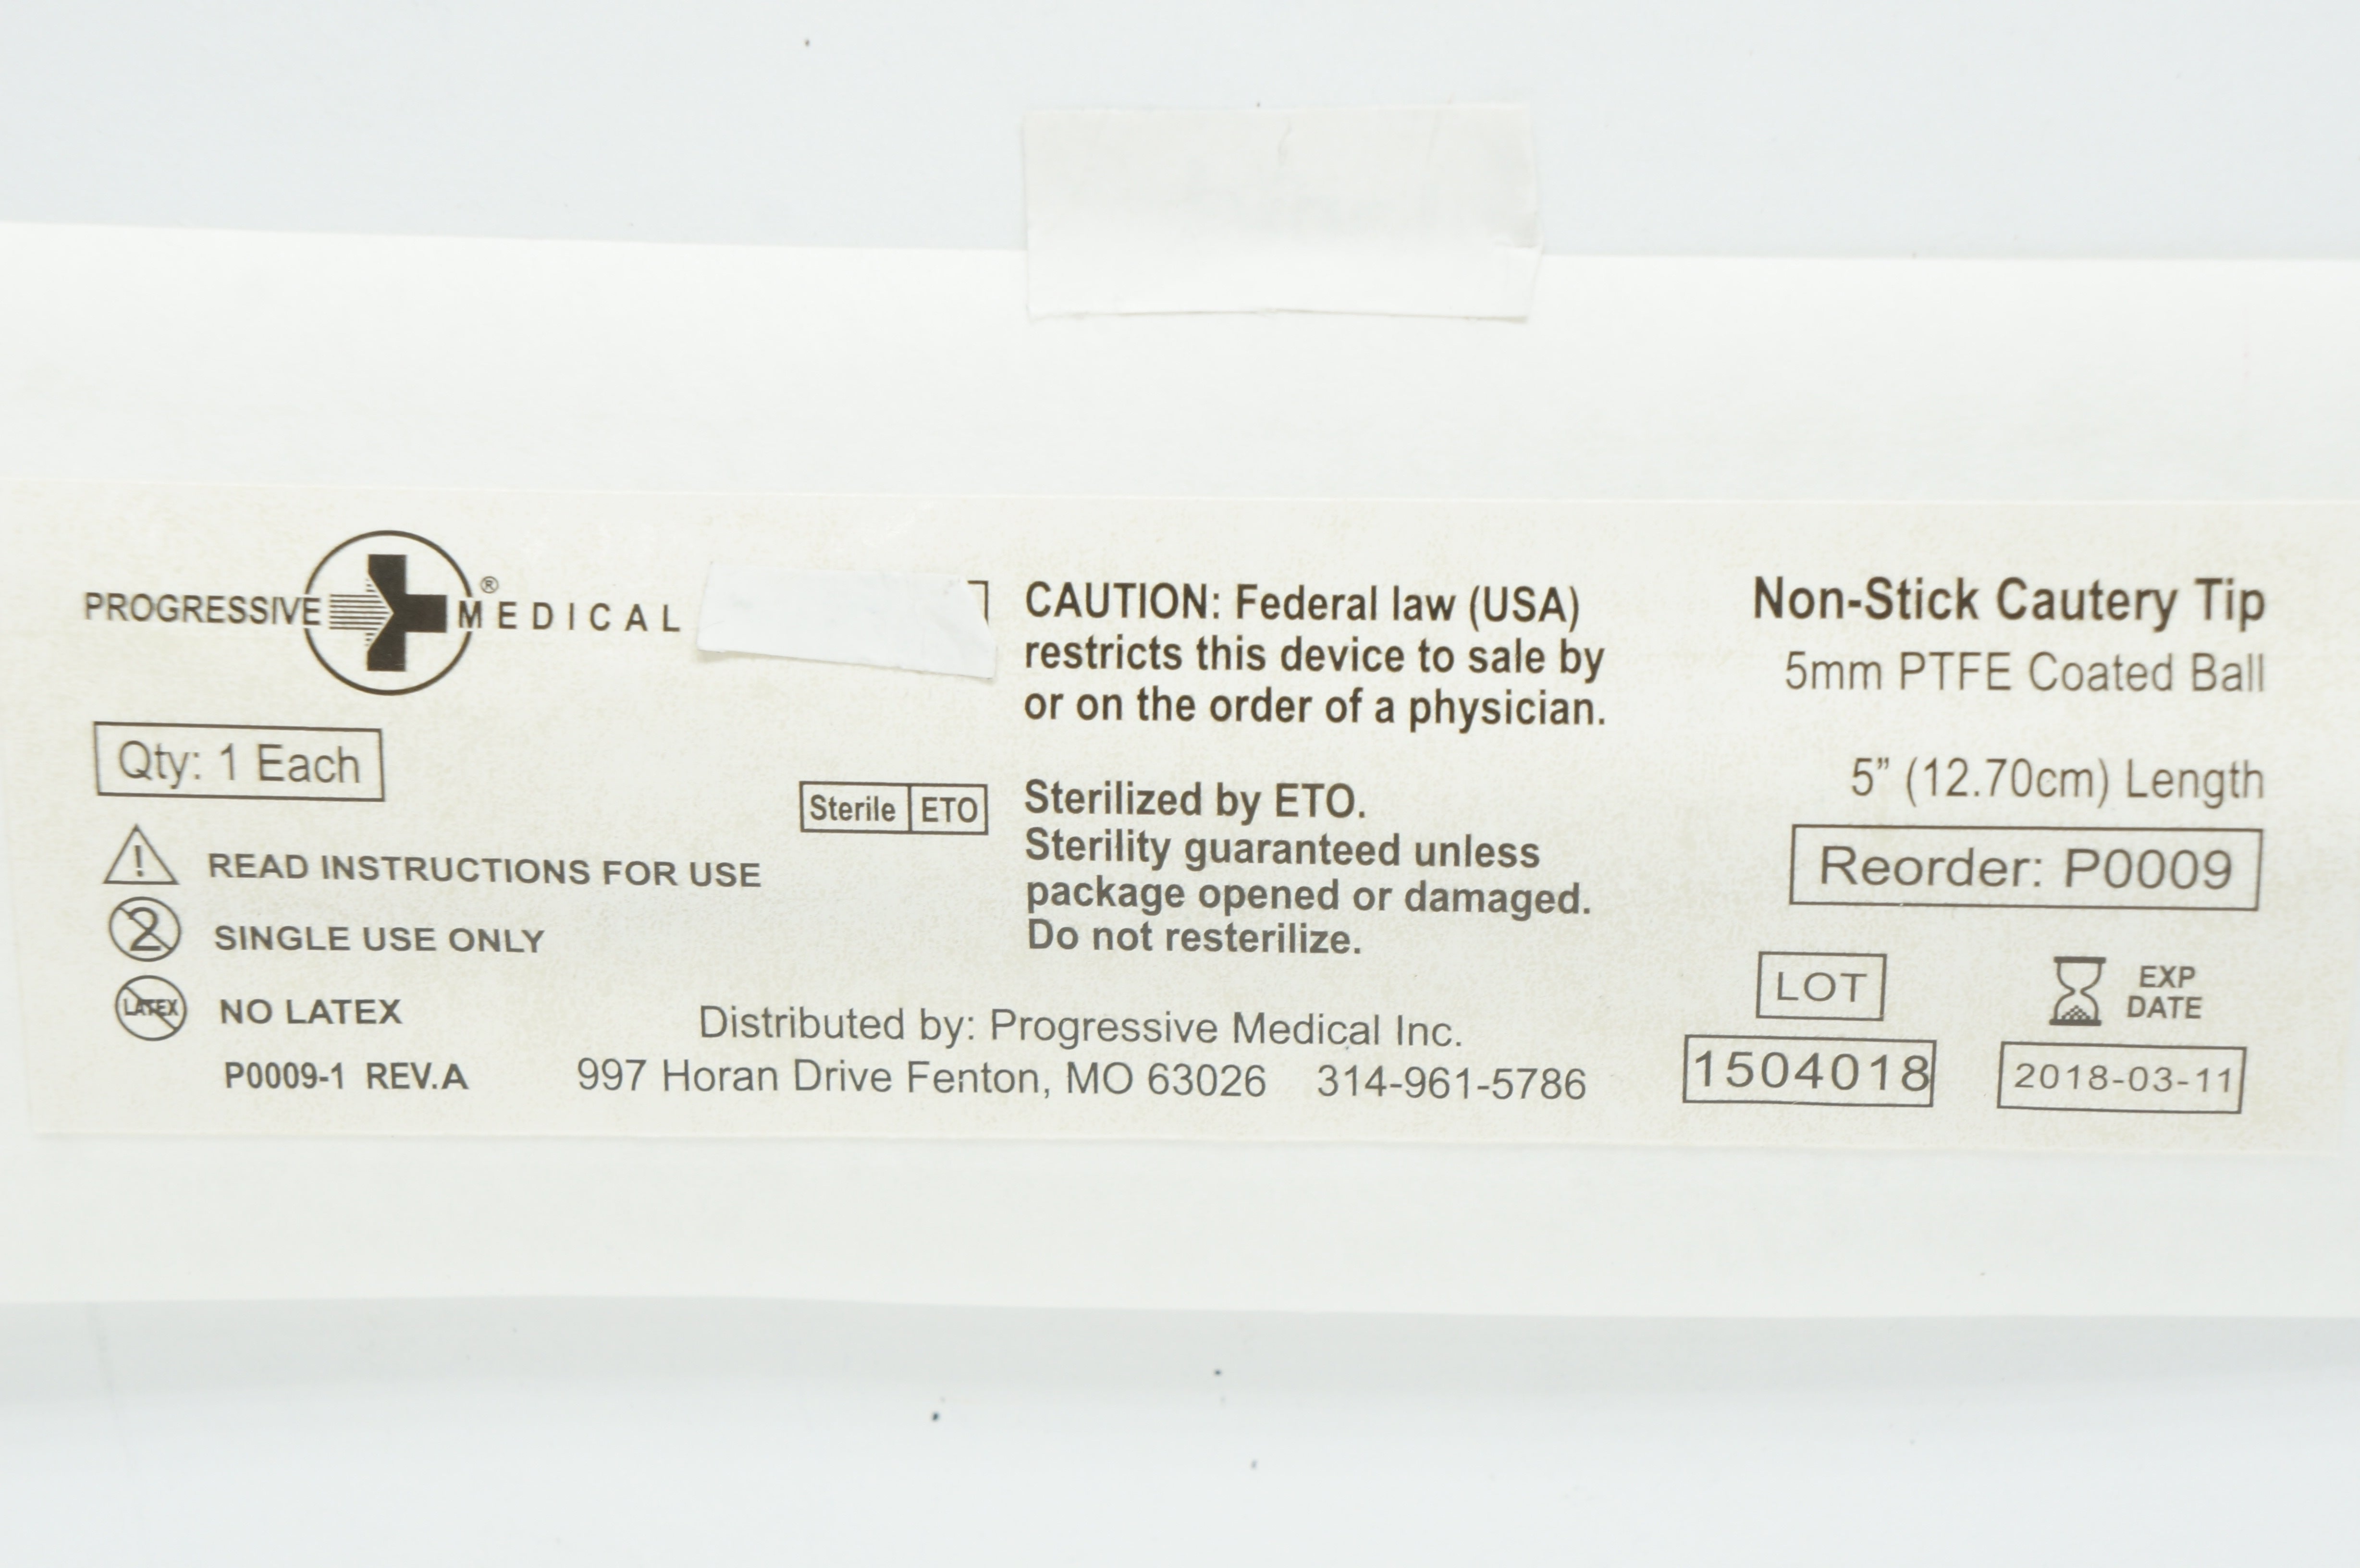 PROGRESSIVE MEDICAL ®
Qty: 1 Each
READ INSTRUCTIONS FOR USE
2 SINGLE USE ONLY
LATEX NO LATEX
P0009-1 REV.A
Sterile ETO
CAUTION: Federal law (USA)
restricts this device to sale by
or on the order of a physician.
Sterilized by ETO.
Sterility guaranteed unless
package opened or damaged.
Do not resterilize.
Distributed by: Progressive Medical Inc.
997 Horan Drive Fenton, MO 63026 314-961-5786
Non-Stick Cautery Tip
5mm PTFE Coated Ball
5” (12.70cm) Length
Reorder: P0009
LOT
1504018
EXP
DATE
2018-03-11